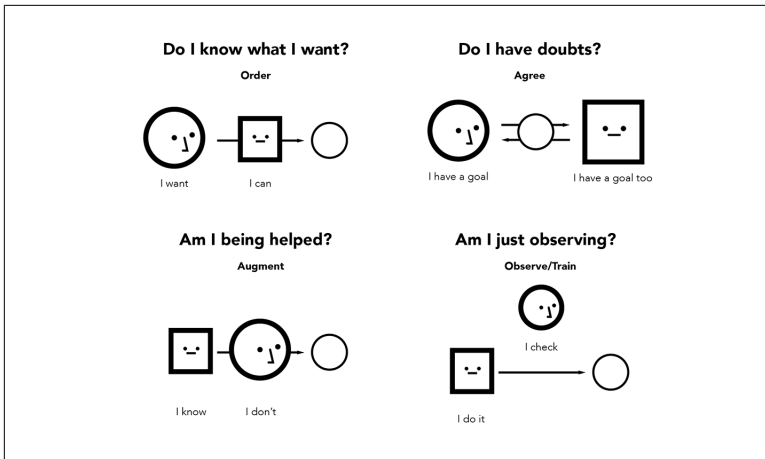 Do I know what I want?
Order
I want
I can
Do I have doubts?
Agree
I have a goal
I have a goal too
Am I being helped?
Augment
I know
I don't
Am I just observing?
Observe/Train
I check
I do it